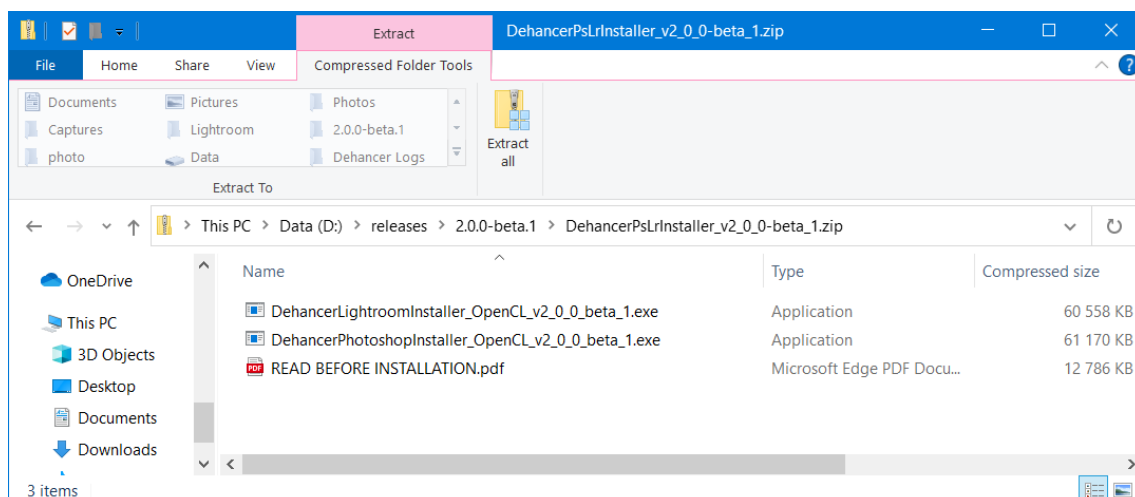 Extract DehancerPsLrInstaller_v2_0_0-beta_1.zip
File Home Share View Compressed Folder Tools
Documents Pictures Photos
Captures Lightroom 2.0.0-beta.1
photo Data Dehancer Logs
Extract all
Extract To
This PC > Data (D:) > releases > 2.0.0-beta.1 > DehancerPsLrInstaller_v2_0_0-beta_1.zip
OneDrive
This PC
3D Objects
Desktop
Documents
Downloads
Name Type Compressed size
DehancerLightroomInstaller_OpenCL_v2_0_0_beta_1.exe Application 60 558 KB
DehancerPhotoshopInstaller_OpenCL_v2_0_0_beta_1.exe Application 61 170 KB
PDF READ BEFORE INSTALLATION.pdf Microsoft Edge PDF Docu... 12 786 KB
3 items